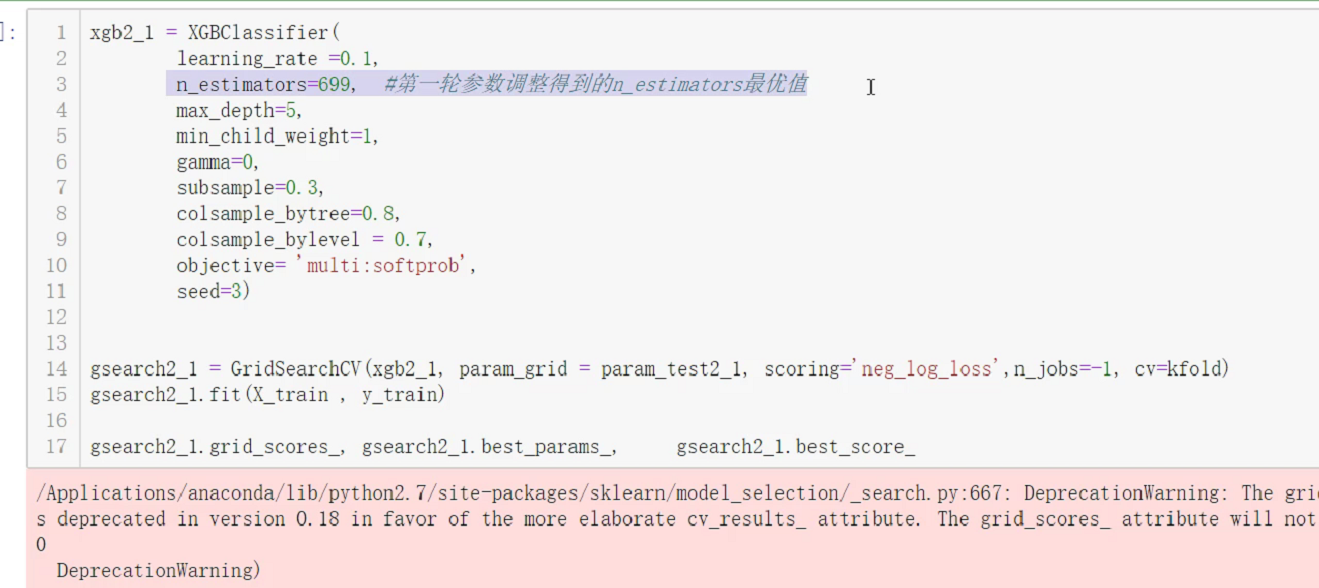 ]:
1 xgb2_1 = XGBClassifier(
2 learning_rate =0.1,
3 n_estimators=699, #第一轮参数调整得到的n_estimators最优值
4 max_depth=5,
5 min_child_weight=1,
6 gamma=0,
7 subsample=0.3,
8 colsample_bytree=0.8,
9 colsample_bylevel = 0.7,
10 objective= 'multi:softprob',
11 seed=3)
12
13
14 gsearch2_1 = GridSearchCV(xgb2_1, param_grid = param_test2_1, scoring='neg_log_loss',n_jobs=-1, cv=kfold)
15 gsearch2_1.fit(X_train , y_train)
16
17 gsearch2_1.grid_scores_, gsearch2_1.best_params_, gsearch2_1.best_score_
/Applications/anaconda/lib/python2.7/site-packages/sklearn/model_selection/_search.py:667: DeprecationWarning: The gri
s deprecated in version 0.18 in favor of the more elaborate cv_results_ attribute. The grid_scores_ attribute will not
0
DeprecationWarning)